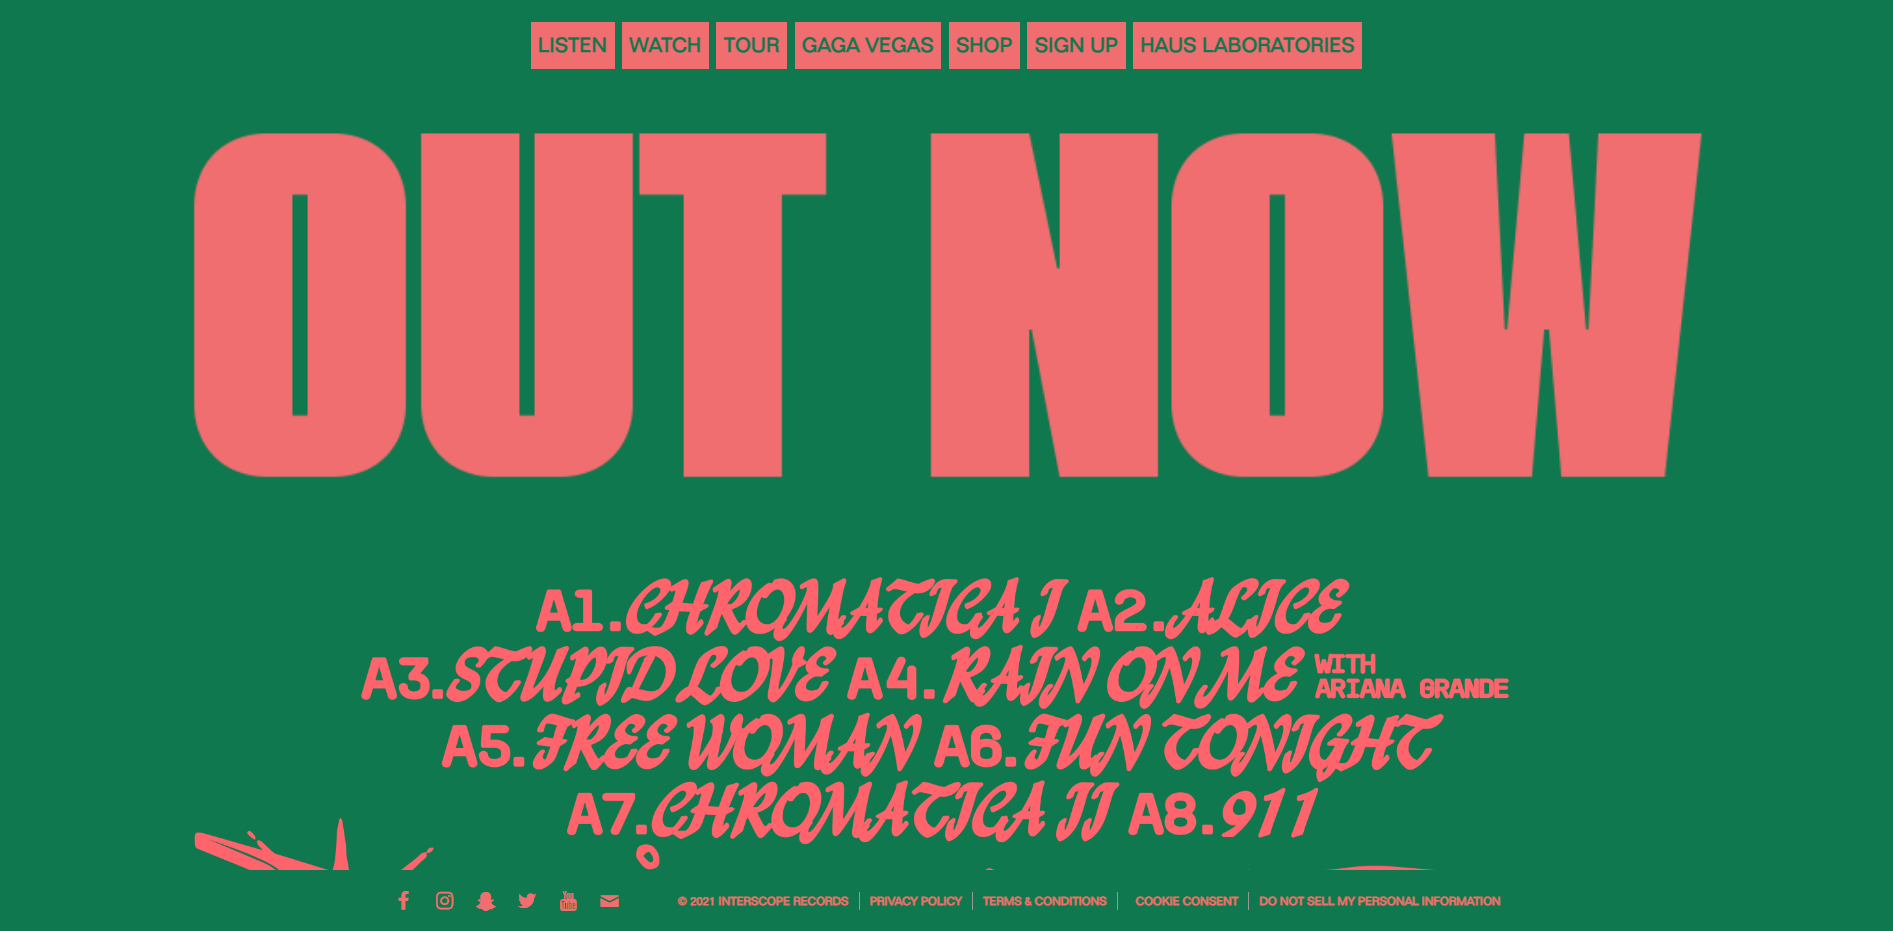 LISTEN WATCH TOUR GAGA VEGAS SHOP SIGN UP HAUS LABORATORIES
OUT NOW
A1.CHROMATICA I A2.ALICE
A3.STUPID LOVE A4.RAIN ON ME WITH
ARIANA GRANDE
A5.FREE WOMAN A6.FUN TONIGHT
A7.CHROMATICA II A8.911
You
Tube
© 2021 INTERSCOPE RECORDS PRIVACY POLICY TERMS & CONDITIONS COOKIE CONSENT DO NOT SELL MY PERSONAL INFORMATION